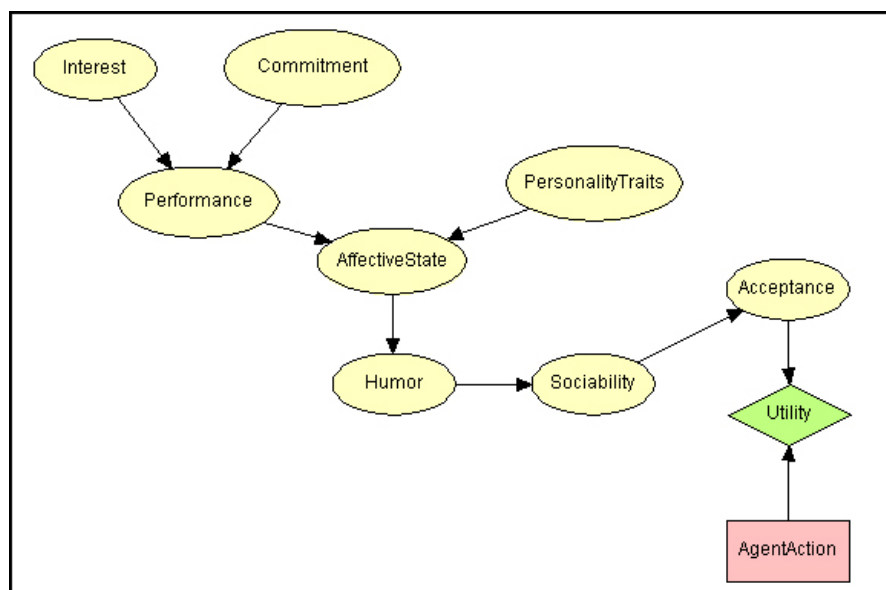 Interest
Commitment
Performance
PersonalityTraits
AffectiveState
Acceptance
Humor
Sociability
Utility
AgentAction